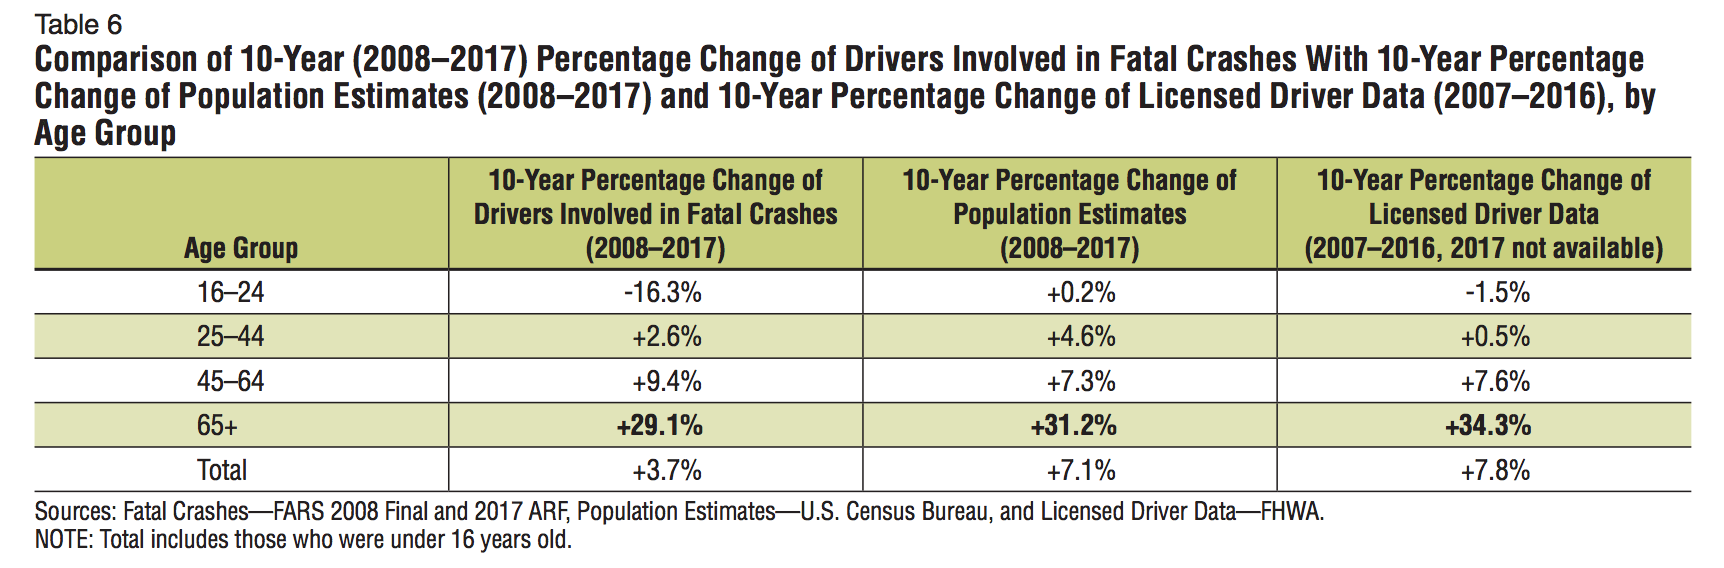 Table 6
Comparison of 10-Year (2008–2017) Percentage Change of Drivers Involved in Fatal Crashes With 10-Year Percentage
Change of Population Estimates (2008–2017) and 10-Year Percentage Change of Licensed Driver Data (2007–2016), by
Age Group
Age Group
10-Year Percentage Change of
Drivers Involved in Fatal Crashes
(2008–2017)
10-Year Percentage Change of
Population Estimates
(2008–2017)
10-Year Percentage Change of
Licensed Driver Data
(2007–2016, 2017 not available)
16–24 -16.3% +0.2% -1.5%
25–44 +2.6% +4.6% +0.5%
45–64 +9.4% +7.3% +7.6%
65+ +29.1% +31.2% +34.3%
Total +3.7% +7.1% +7.8%
Sources: Fatal Crashes—FARS 2008 Final and 2017 ARF, Population Estimates—U.S. Census Bureau, and Licensed Driver Data—FHWA.
NOTE: Total includes those who were under 16 years old.